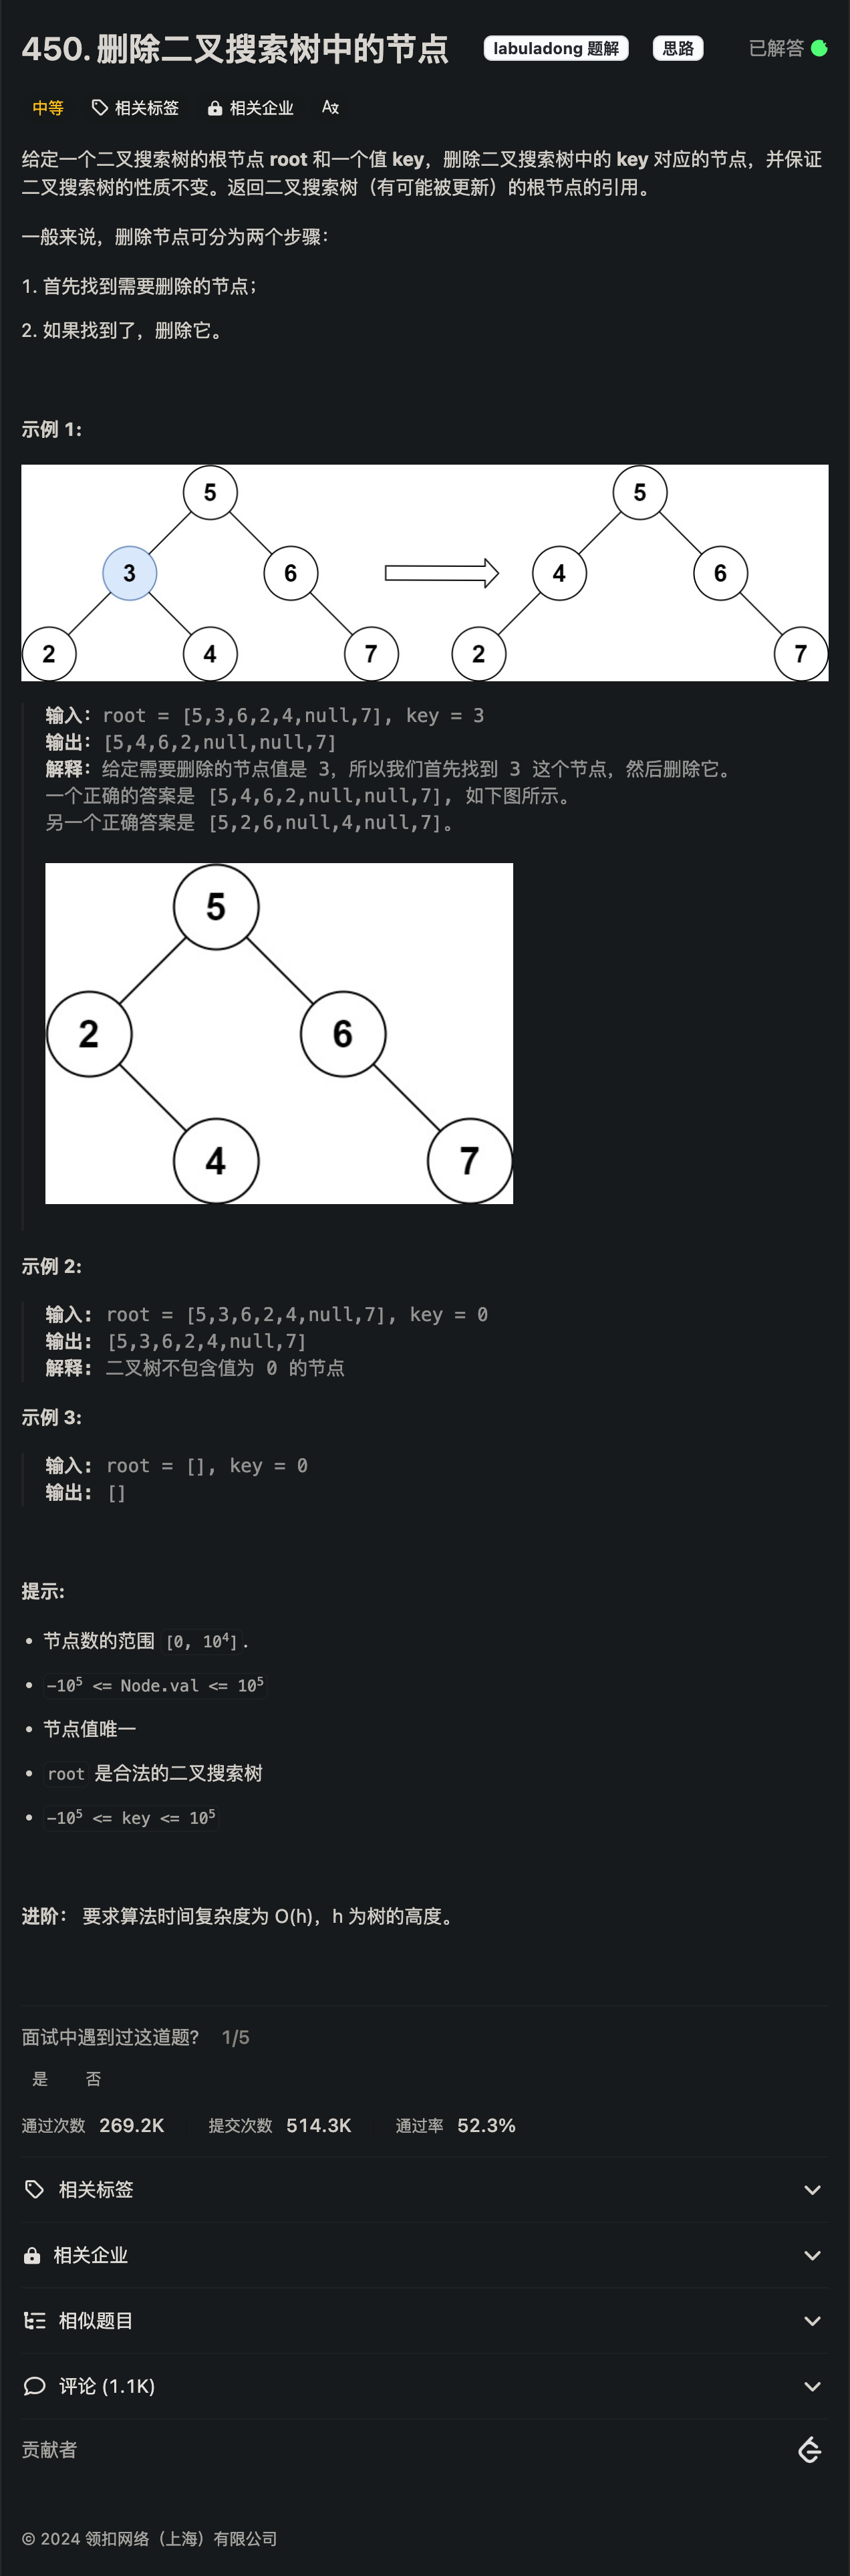 450. 删除二叉搜索树中的节点 labuladong 题解 思路 已解答
中等 相关标签 相关企业
给定一个二叉搜索树的根节点 root 和一个值 key，删除二叉搜索树中的 key 对应的节点，并保证
二叉搜索树的性质不变。返回二叉搜索树（有可能被更新）的根节点的引用。
一般来说，删除节点可分为两个步骤：
1. 首先找到需要删除的节点；
2. 如果找到了，删除它。
示例 1:
5 5
3 6 4 6
2 4 7 2 7
输入：root = [5,3,6,2,4,null,7], key = 3
输出：[5,4,6,2,null,null,7]
解释：给定需要删除的节点值是 3，所以我们首先找到 3 这个节点，然后删除它。
一个正确的答案是 [5,4,6,2,null,null,7], 如下图所示。
另一个正确答案是 [5,2,6,null,4,null,7]。
5
2 6
4 7
示例 2:
输入: root = [5,3,6,2,4,null,7], key = 0
输出: [5,3,6,2,4,null,7]
解释: 二叉树不包含值为 0 的节点
示例 3:
输入: root = [], key = 0
输出: []
提示:
• 节点数的范围 [0, 10⁴].
• -10⁵ <= Node.val <= 10⁵
• 节点值唯一
• root 是合法的二叉搜索树
• -10⁵ <= key <= 10⁵
进阶： 要求算法时间复杂度为 O(h)，h 为树的高度。
面试中遇到过这道题? 1/5
是 否
通过次数 269.2K 提交次数 514.3K 通过率 52.3%
相关标签
相关企业
相似题目
评论 (1.1K)
贡献者
© 2024 领扣网络（上海）有限公司